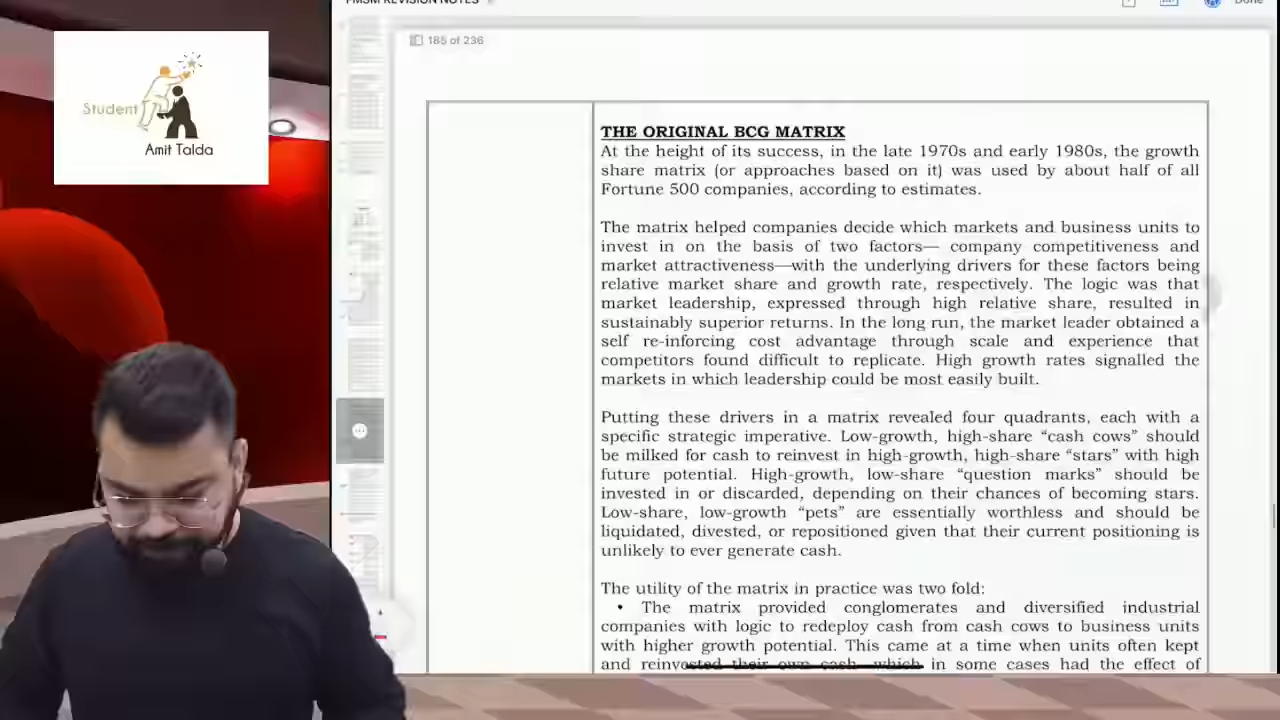 FMSM REVISION NOTES
Done
185 of 236
Student
Amit Talda
THE ORIGINAL BCG MATRIX
At the height of its success, in the late 1970s and early 1980s, the growth
share matrix (or approaches based on it) was used by about half of all
Fortune 500 companies, according to estimates.
The matrix helped companies decide which markets and business units to
invest in on the basis of two factors— company competitiveness and
market attractiveness—with the underlying drivers for these factors being
relative market share and growth rate, respectively. The logic was that
market leadership, expressed through high relative share, resulted in
sustainably superior returns. In the long run, the market leader obtained a
self re-inforcing cost advantage through scale and experience that
competitors found difficult to replicate. High growth rates signalled the
markets in which leadership could be most easily built.
Putting these drivers in a matrix revealed four quadrants, each with a
specific strategic imperative. Low-growth, high-share “cash cows” should
be milked for cash to reinvest in high-growth, high-share “stars” with high
future potential. High-growth, low-share “question marks” should be
invested in or discarded, depending on their chances of becoming stars.
Low-share, low-growth “pets” are essentially worthless and should be
liquidated, divested, or repositioned given that their current positioning is
unlikely to ever generate cash.
The utility of the matrix in practice was two fold:
• The matrix provided conglomerates and diversified industrial
companies with logic to redeploy cash from cash cows to business units
with higher growth potential. This came at a time when units often kept
and reinvested their own cash—which in some cases had the effect of